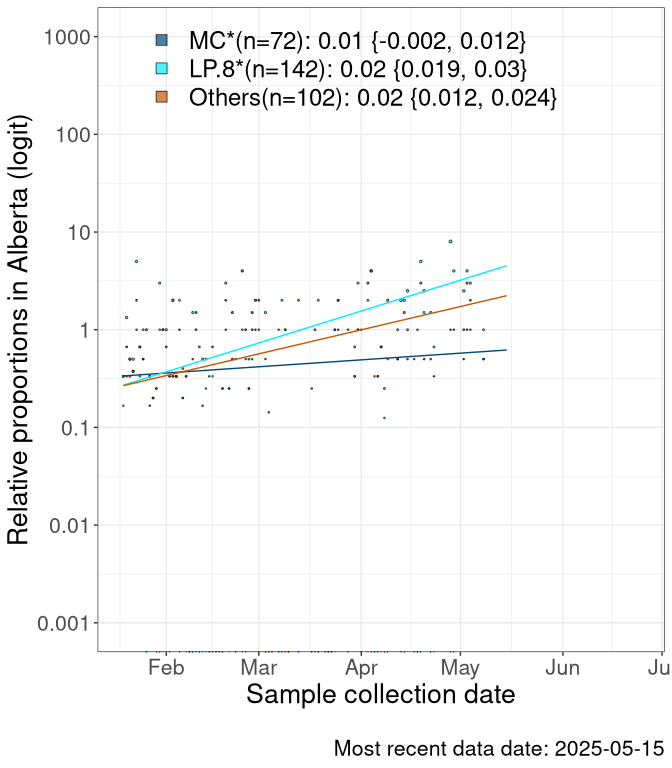 MC*(n=72): 0.01 {-0.002, 0.012}
LP.8*(n=142): 0.02 {0.019, 0.03}
Others(n=102): 0.02 {0.012, 0.024}
Relative proportions in Alberta (logit)
1000
100
10
1
0.1
0.01
0.001
Feb Mar Apr May Jun Ju
Sample collection date
Most recent data date: 2025-05-15